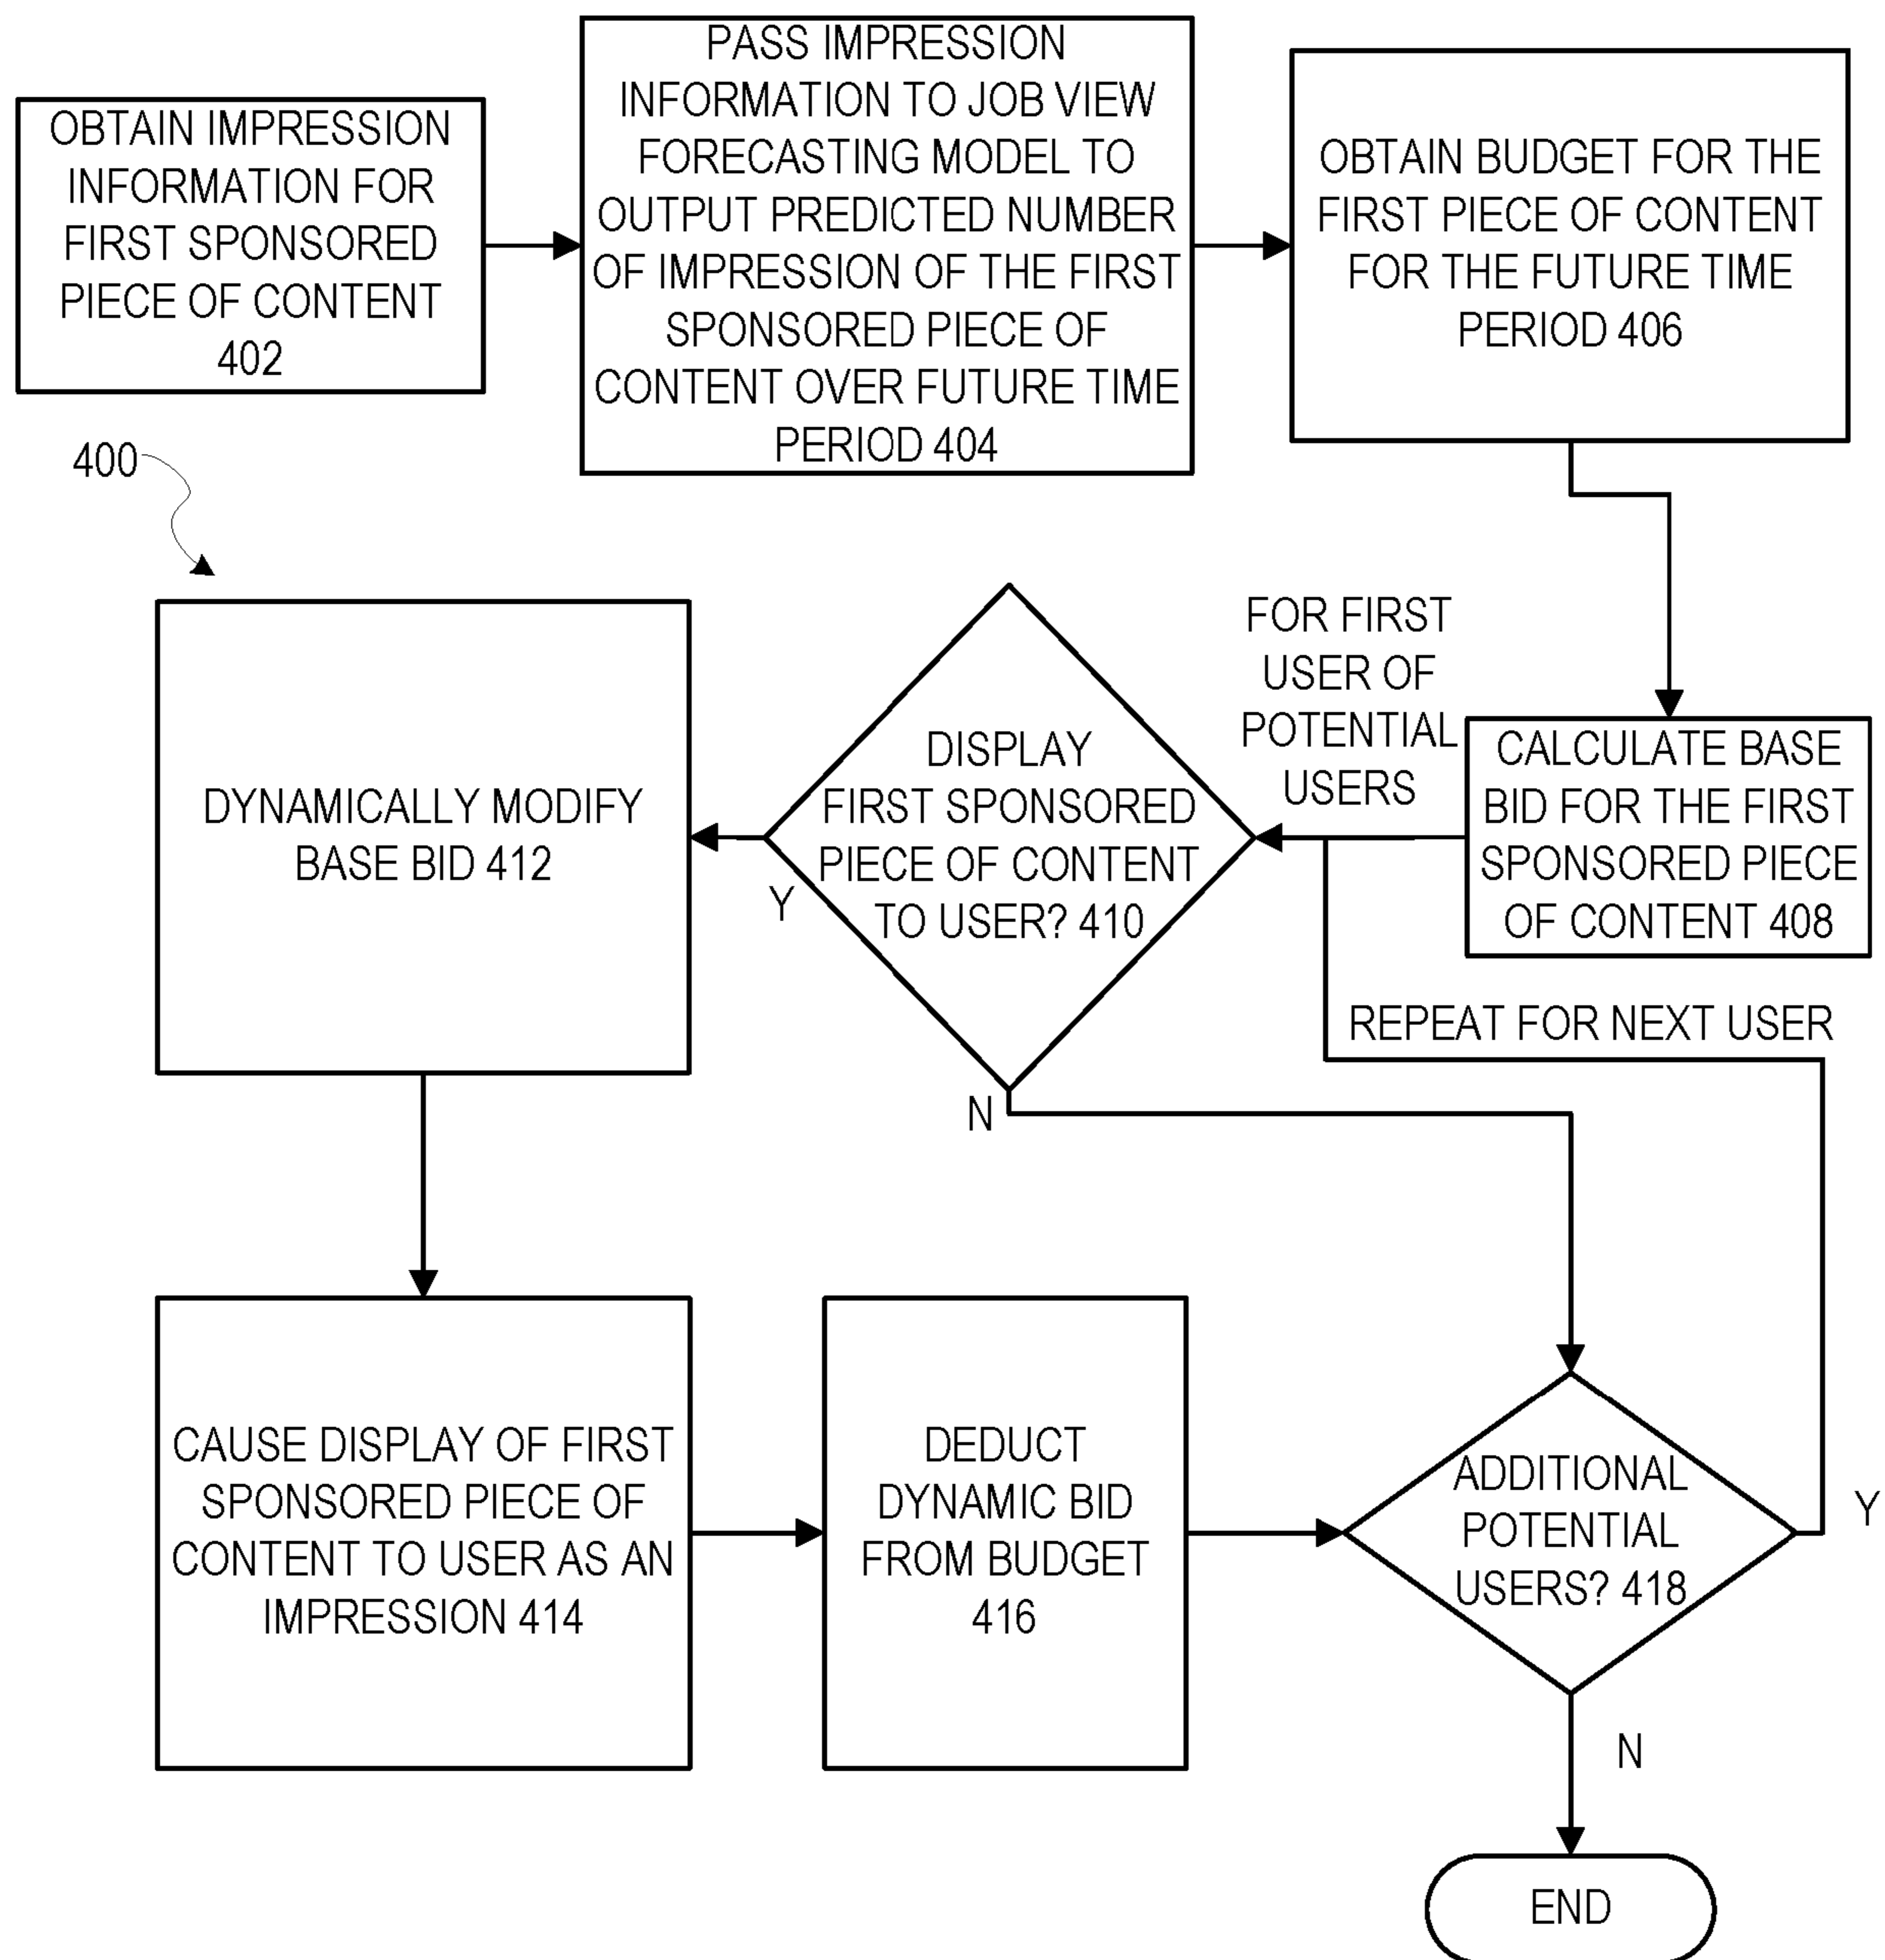 OBTAIN IMPRESSION
INFORMATION FOR
FIRST SPONSORED
PIECE OF CONTENT
402
PASS IMPRESSION
INFORMATION TO JOB VIEW
FORECASTING MODEL TO
OUTPUT PREDICTED NUMBER
OF IMPRESSION OF THE FIRST
SPONSORED PIECE OF
CONTENT OVER FUTURE TIME
PERIOD 404
OBTAIN BUDGET FOR THE
FIRST PIECE OF CONTENT
FOR THE FUTURE TIME
PERIOD 406
400
CALCULATE BASE
BID FOR THE FIRST
SPONSORED PIECE
OF CONTENT 408
FOR FIRST
USER OF
POTENTIAL
USERS
DISPLAY
FIRST SPONSORED
PIECE OF CONTENT
TO USER? 410
Y
N
DYNAMICALLY MODIFY
BASE BID 412
REPEAT FOR NEXT USER
CAUSE DISPLAY OF FIRST
SPONSORED PIECE OF
CONTENT TO USER AS AN
IMPRESSION 414
DEDUCT
DYNAMIC BID
FROM BUDGET
416
ADDITIONAL
POTENTIAL
USERS? 418
Y
N
END